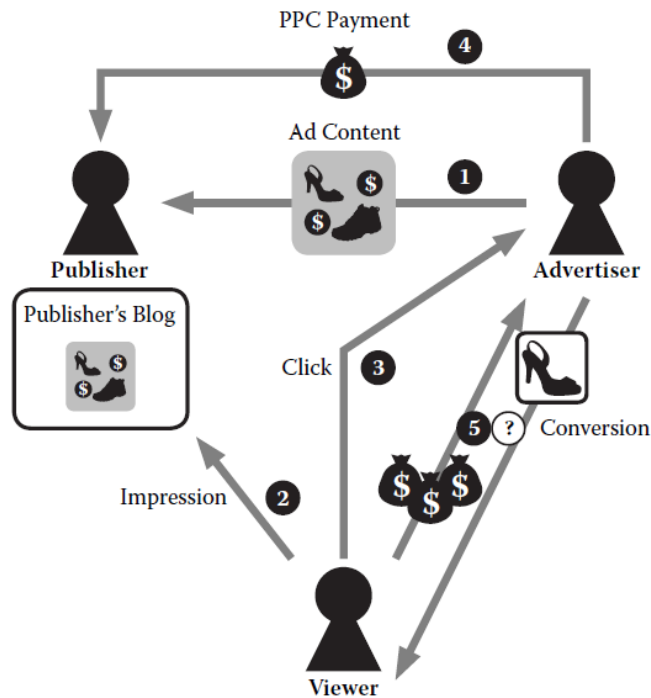 PPC Payment
4
$
Ad Content
$
$
1
Publisher
Advertiser
Publisher's Blog
$
$
Click
3
5 ? Conversion
$ $ $
Impression
2
Viewer